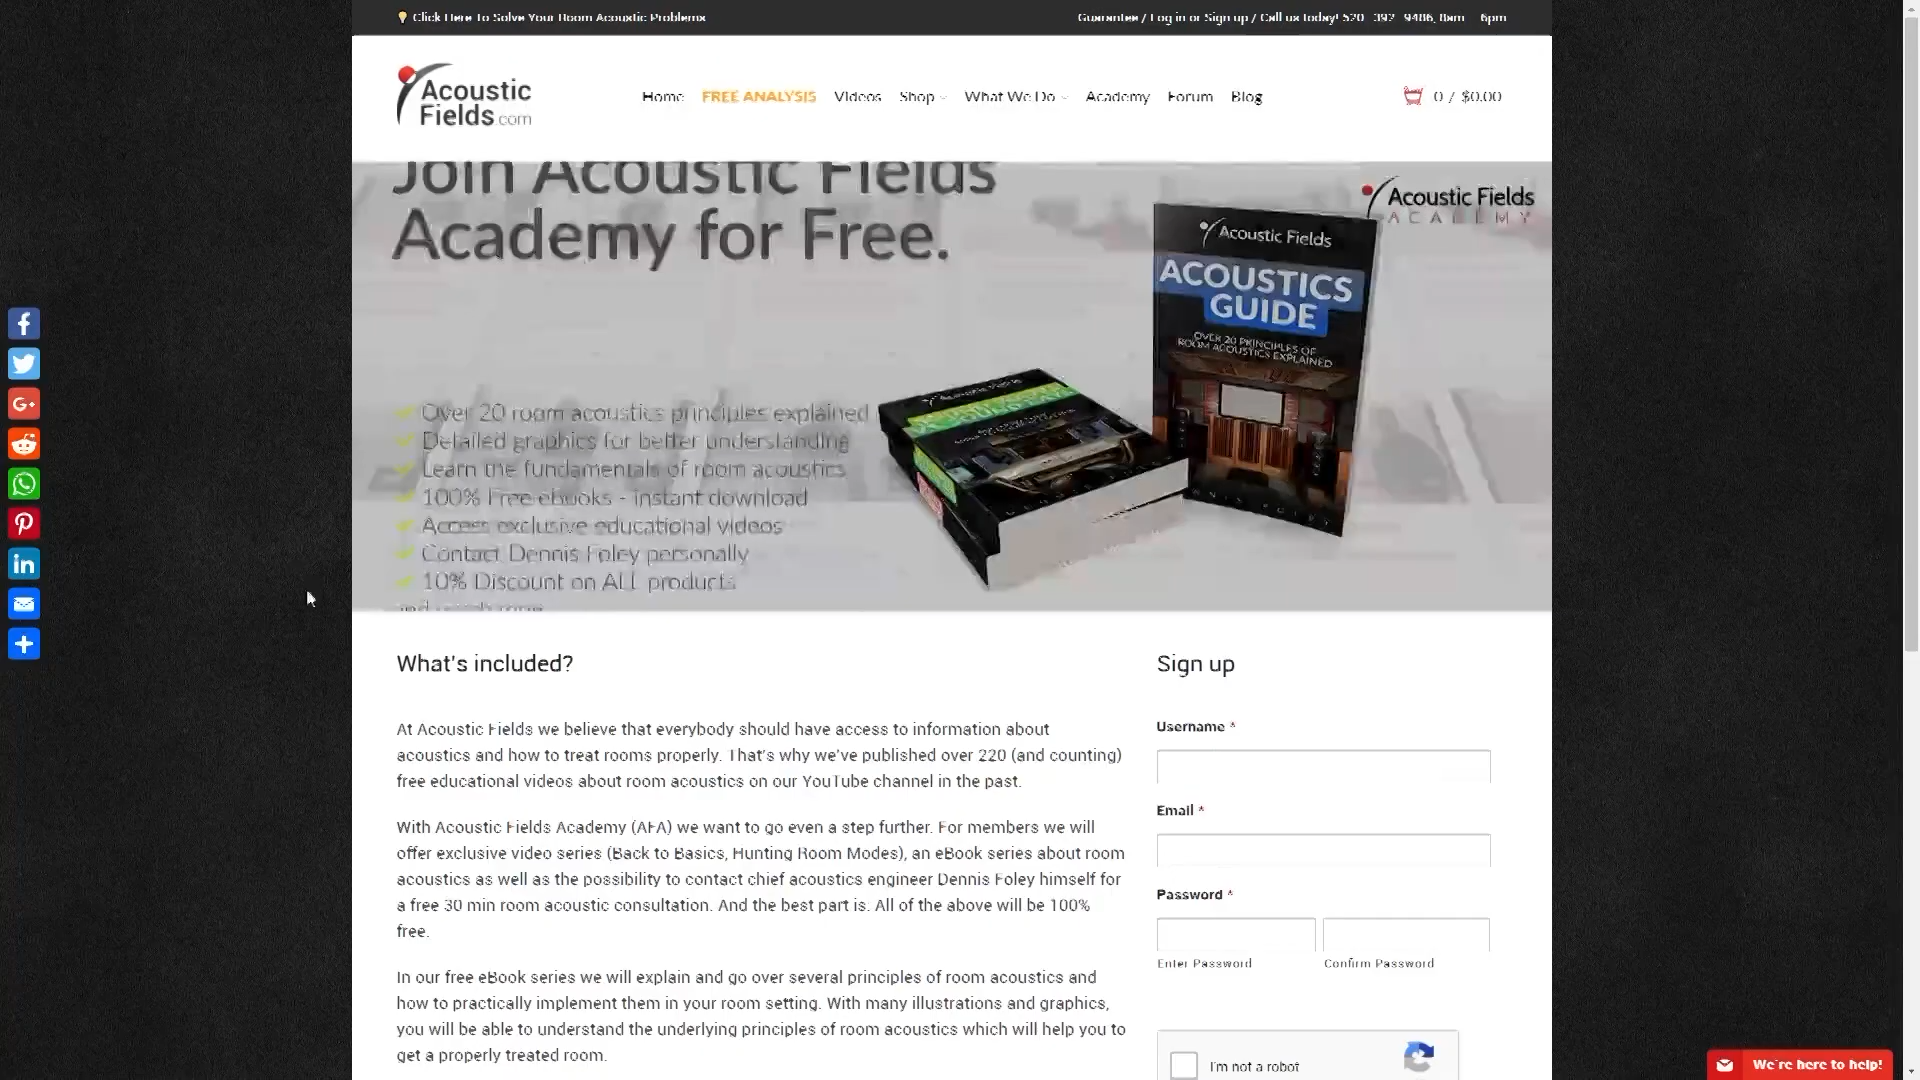 Click Here To Solve Your Room Acoustic Problems
Guarantee / Log in or Sign up / Call us today! 520 - 392 - 9486, 8am - 6pm
Acoustic
Fields.com
Home FREE ANALYSIS Videos Shop What We Do Academy Forum Blog
0 / $0.00
Join Acoustic Fields
Academy for Free.
Acoustic Fields
ACADEMY
Acoustic Fields
ACOUSTICS
GUIDE
OVER 20 PRINCIPLES OF
ROOM ACOUSTICS EXPLAINED
Over 20 room acoustics principles explained
Detailed graphics for better understanding
Learn the fundamentals of room acoustics
100% Free ebooks - instant download
Access exclusive educational videos
Contact Dennis Foley personally
10% Discount on ALL products
What's included?
At Acoustic Fields we believe that everybody should have access to information about
acoustics and how to treat rooms properly. That's why we've published over 220 (and counting)
free educational videos about room acoustics on our YouTube channel in the past.
With Acoustic Fields Academy (AFA) we want to go even a step further. For members we will
offer exclusive video series (Back to Basics, Hunting Room Modes), an eBook series about room
acoustics as well as the possibility to contact chief acoustics engineer Dennis Foley himself for
a free 30 min room acoustic consultation. And the best part is: All of the above will be 100%
free.
In our free eBook series we will explain and go over several principles of room acoustics and
how to practically implement them in your room setting. With many illustrations and graphics,
you will be able to understand the underlying principles of room acoustics which will help you to
get a properly treated room.
Sign up
Username *
Email *
Password *
Enter Password
Confirm Password
I'm not a robot
We're here to help!